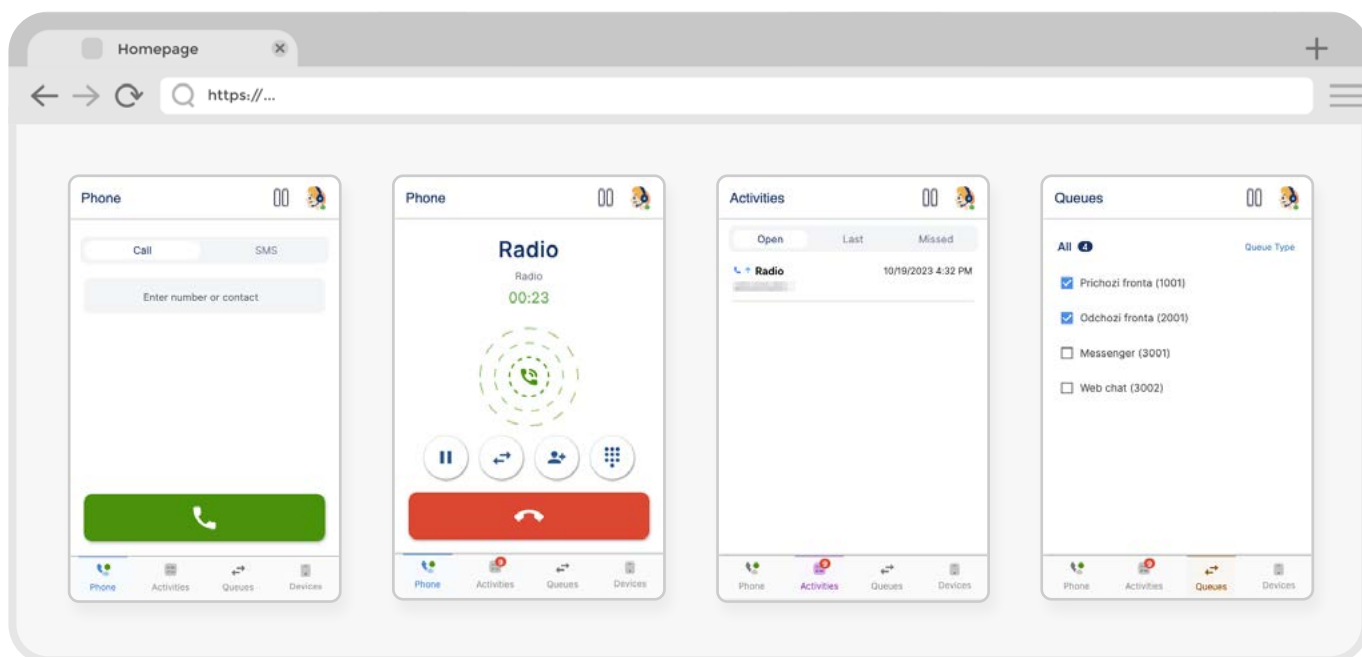 Homepage
https://...
Phone
Call SMS
Enter number or contact
Phone Activities Queues Devices
Phone
Radio
Radio
00:23
Phone Activities Queues Devices
Activities
Open Last Missed
Radio 10/19/2023 4:32 PM
Phone Activities Queues Devices
Queues
All 4 Queue Type
Prichozi fronta (1001)
Odchozi fronta (2001)
Messenger (3001)
Web chat (3002)
Phone Activities Queues Devices